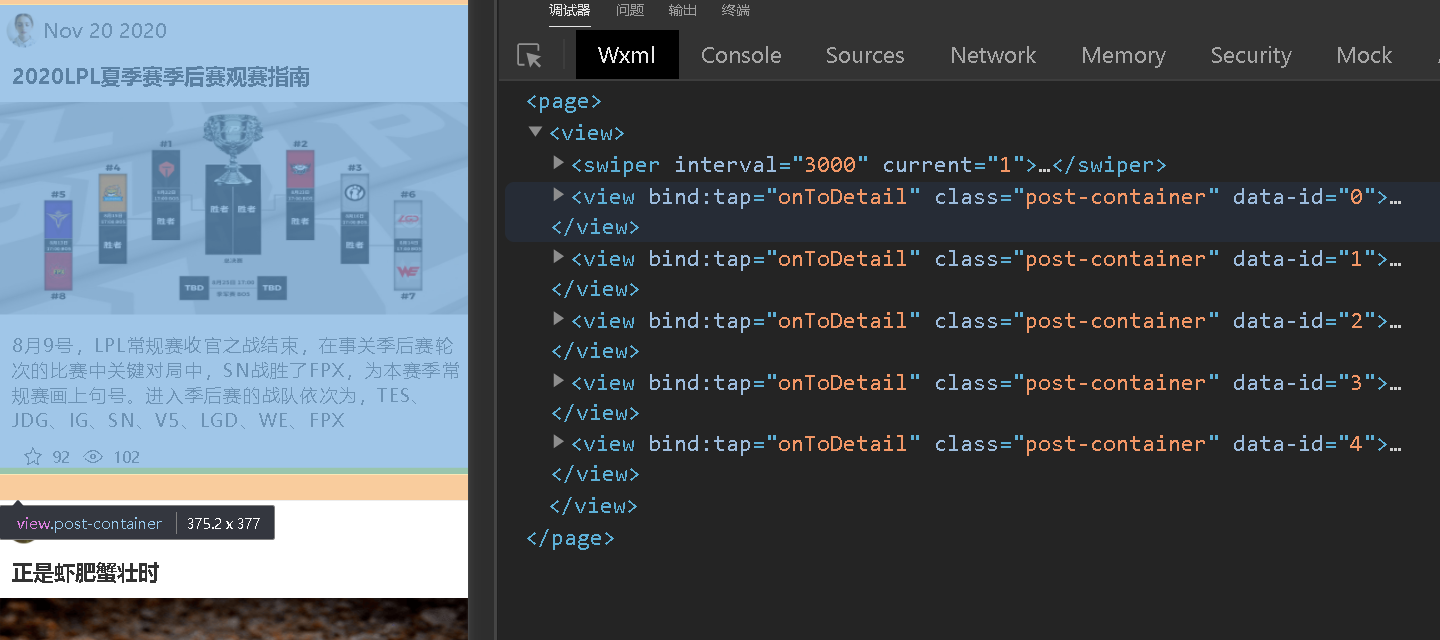 Nov 20 2020
2020LPL夏季赛季后赛观赛指南
#1
#2
#4
#3
#5
#6
胜者
胜者
胜者 胜者
胜者
胜者
#8
TBD
TBD
#7
8月9号，LPL常规赛收官之战结束，在事关季后赛轮
次的比赛中关键对局中，SN战胜了FPX，为本赛季常
规赛画上句号。进入季后赛的战队依次为，TES、
JDG、IG、SN、V5、LGD、WE、FPX
92 102
view.post-container 375.2 x 377
正是虾肥蟹壮时
调试器 问题 输出 终端
Wxml Console Sources Network Memory Security Mock
<page>
<view>
<swiper interval="3000" current="1">…</swiper>
<view bind:tap="onToDetail" class="post-container" data-id="0">…
</view>
<view bind:tap="onToDetail" class="post-container" data-id="1">…
</view>
<view bind:tap="onToDetail" class="post-container" data-id="2">…
</view>
<view bind:tap="onToDetail" class="post-container" data-id="3">…
</view>
<view bind:tap="onToDetail" class="post-container" data-id="4">…
</view>
</view>
</page>